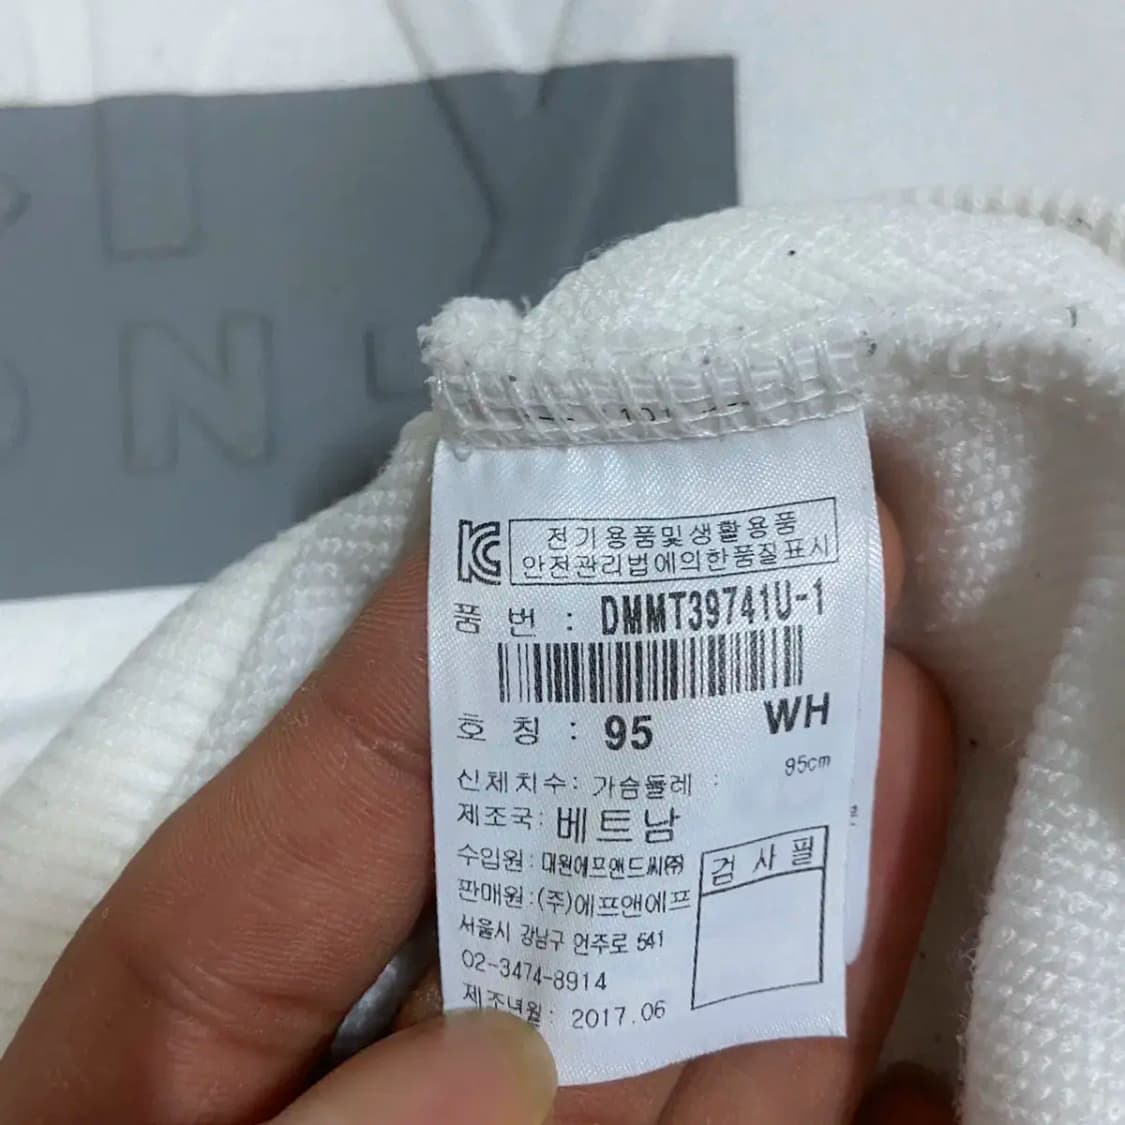 IY
ON
전기용품및생활용품
안전관리법에의한품질표시
품 번 : DMMT39741U-1
호 칭 : 95 WH
신체치수: 가슴둘레 : 95cm
제조국: 베트남
수입원: 대원에프앤드씨㈜
판매원:(주)에프앤에프
서울시 강남구 언주로 541
02-3474-8914
제조년월: 2017.06
검 사 필